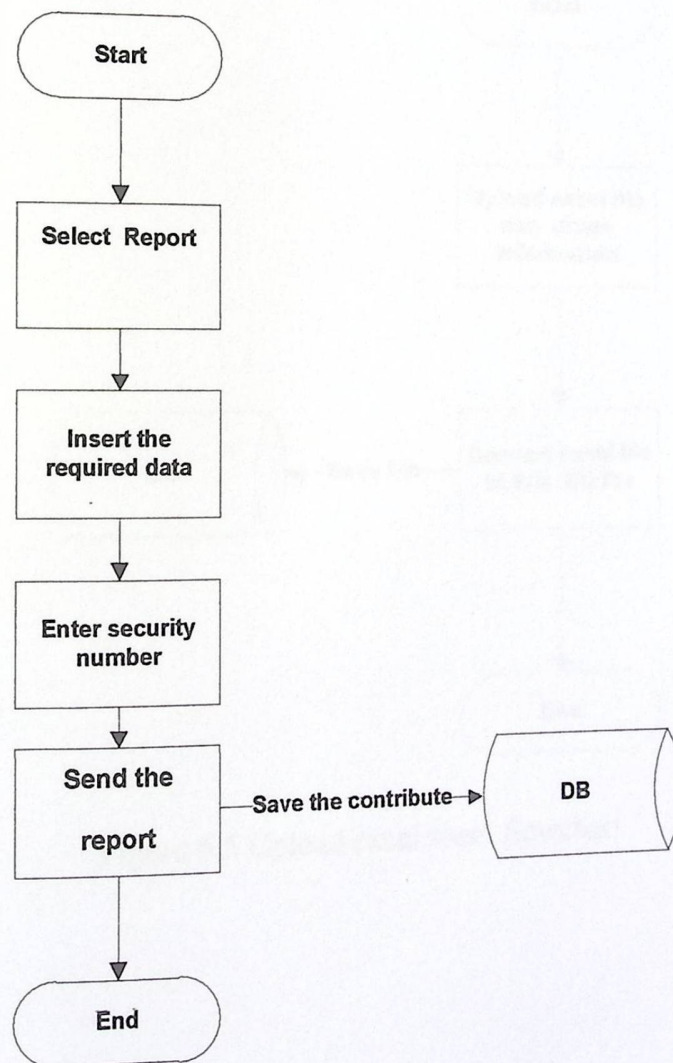 Start
Select Report
Insert the
required data
Enter security
number
Send the
report
Save the contribute
DB
End